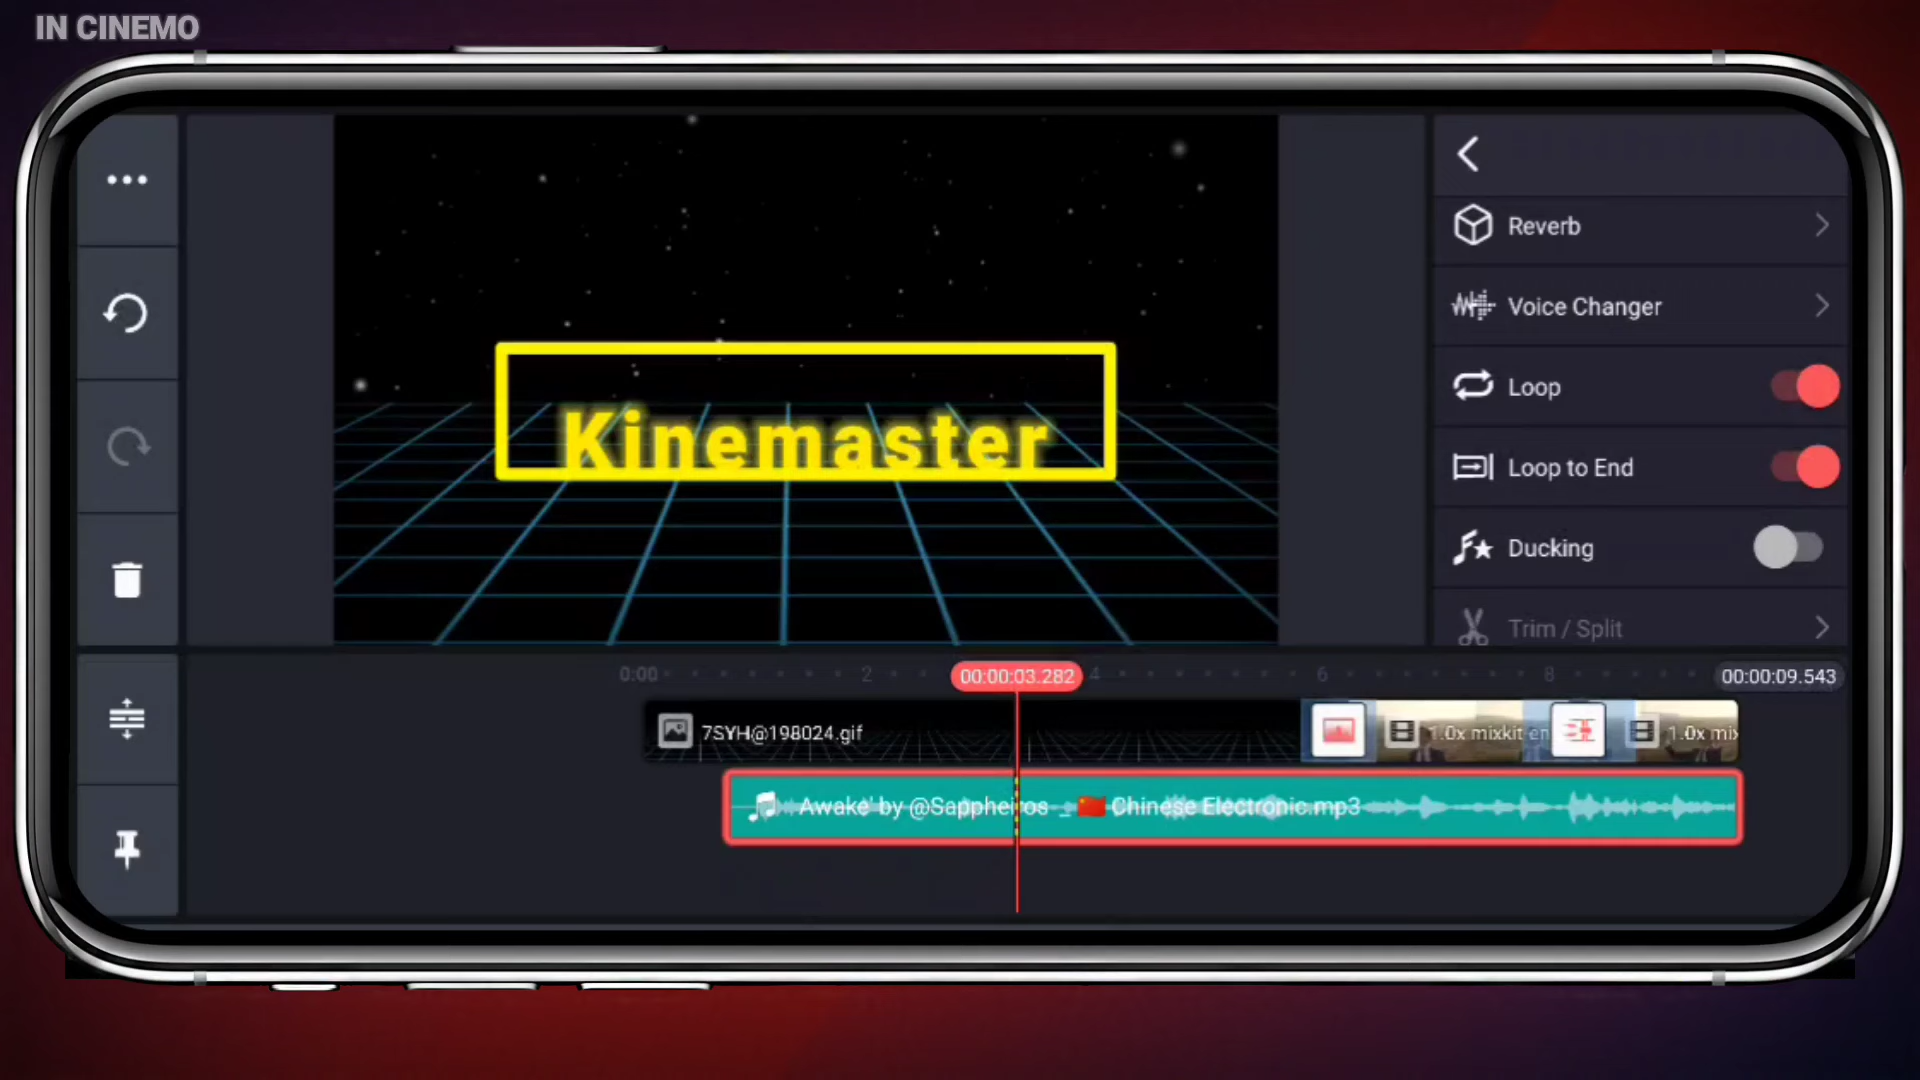 IN CINEMO
Reverb
Voice Changer
Kinemaster
Loop
Loop to End
Ducking
Trim / Split
0:00 2 00:00:03.282 4 6 8 00:00:09.543
7SYH@198024.gif 1.0x mixkit en 1.0x mix
Awake' by @Sappheiros _ 🇨🇳 Chinese Electronic.mp3